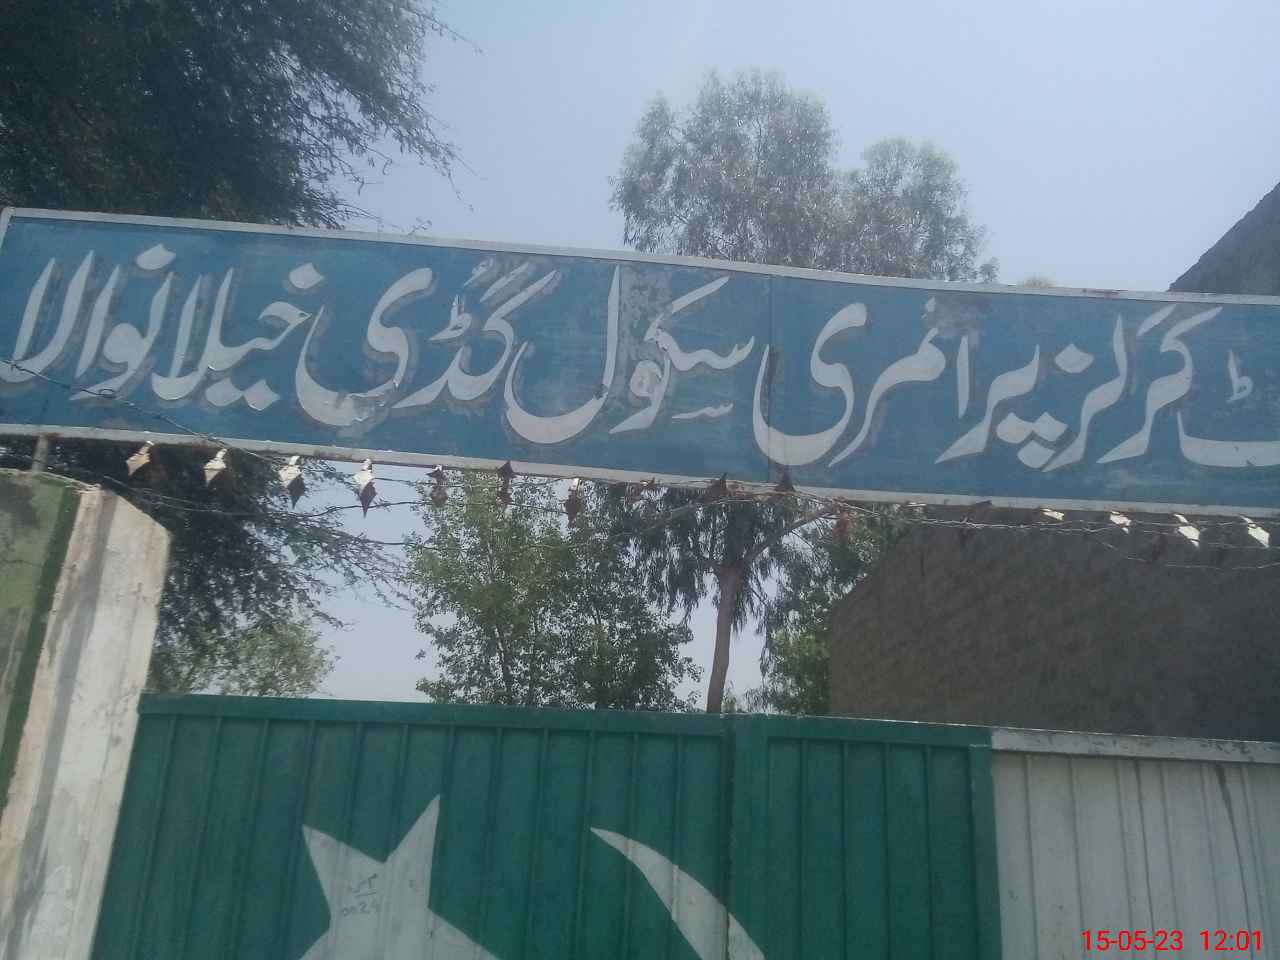 گرلز پرائمری سکول گڈی خیلانوالا
15-05-23 12:01